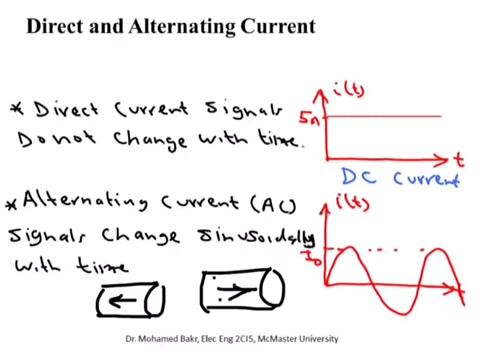 Direct and Alternating Current
* Direct Current Signals
Do not change with time.
i(t)
5A
t
DC Current
* Alternating Current (AC)
signals change sinusoidally
with time
i(t)
I₀
t
Dr. Mohamed Bakr, Elec Eng 2CI5, McMaster University